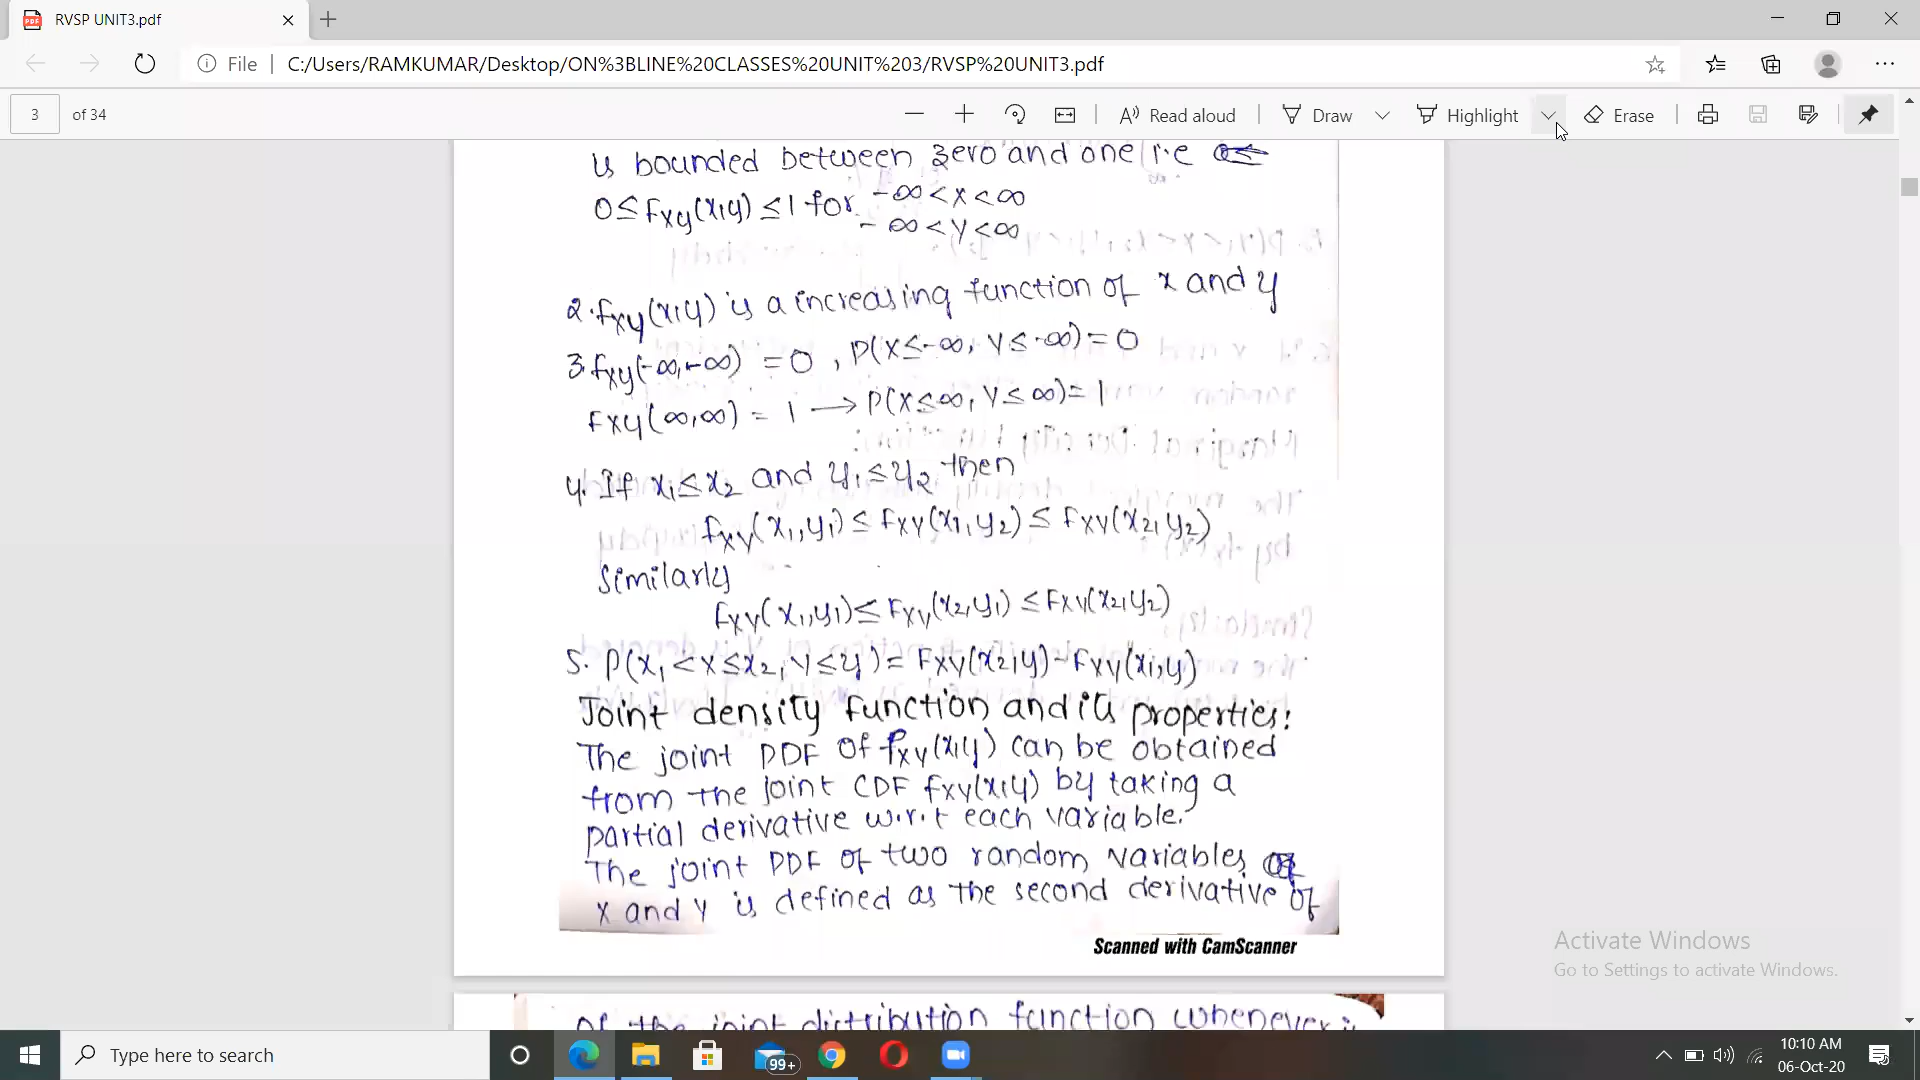 RVSP UNIT3.pdf
File | C:/Users/RAMKUMAR/Desktop/ON%3BLINE%20CLASSES%20UNIT%203/RVSP%20UNIT3.pdf
3 of 34 Read aloud Draw Highlight Erase
is bounded between zero and one i.e
0≤Fxy(x,y)≤1 for -∞<x<∞
-∞<y<∞
2. Fxy(x,y) is a increasing function of x and y
3. Fxy(-∞,-∞) = 0, P(X≤-∞, Y≤-∞)=0
Fxy(∞,∞) = 1 → P(X≤∞, Y≤∞)=1
4. If x1≤x2 and y1≤y2 then
Fxy(x1,y1)≤Fxy(x1,y2)≤Fxy(x2,y2)
Similarly
Fxy(x1,y1)≤Fxy(x2,y1)≤Fxy(x2,y2)
5. P(x1<x≤x2, Y≤y)=Fxy(x2,y)-Fxy(x1,y)
Joint density function and its properties:
The joint PDF of fxy(x,y) can be obtained
from the joint CDF Fxy(x,y) by taking a
partial derivative w.r.t each variable.
The joint PDF of two random variables
X and Y is defined as the second derivative of
Scanned with CamScanner
of the joint distribution function whenever
Activate Windows
Go to Settings to activate Windows.
Type here to search
99+
10:10 AM
06-Oct-20